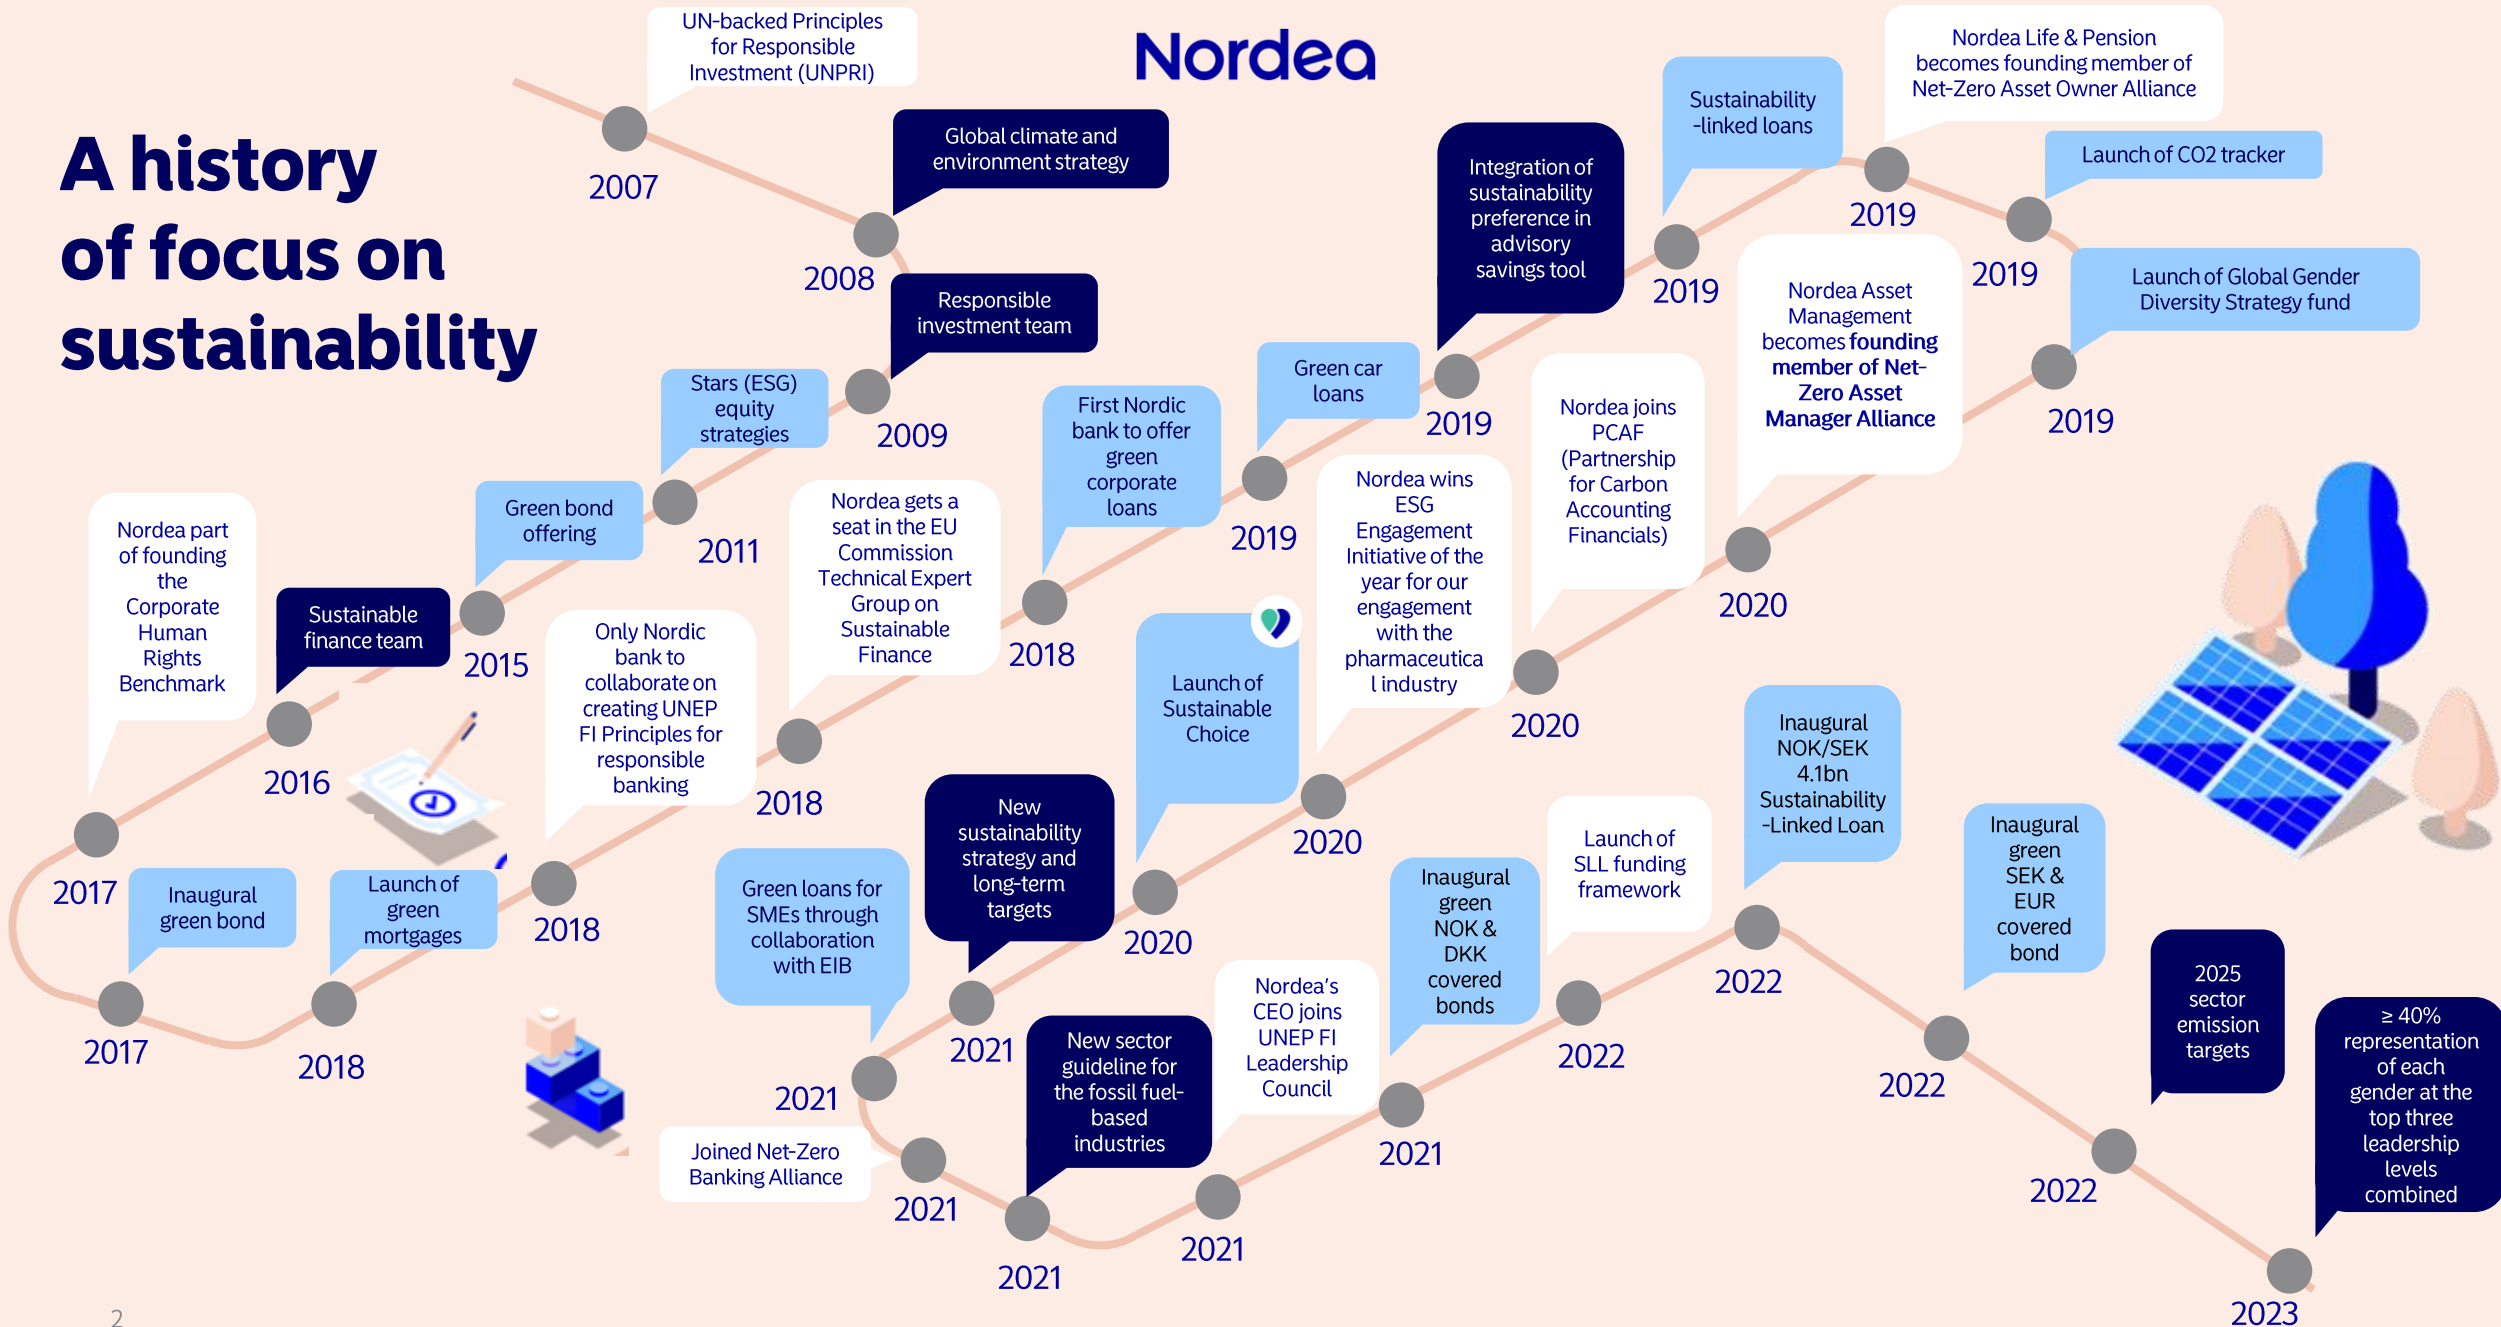 A history
of focus on
sustainability
Nordea
UN-backed Principles
for Responsible
Investment (UNPRI)
2007
Global climate and
environment strategy
2008
Responsible
investment team
2009
Stars (ESG)
equity
strategies
2011
Green bond
offering
2015
Sustainable
finance team
2016
Nordea part
of founding
the
Corporate
Human
Rights
Benchmark
2017
Inaugural
green bond
2017
Launch of
green
mortgages
2018
Only Nordic
bank to
collaborate on
creating UNEP
FI Principles for
responsible
banking
2018
Nordea gets a
seat in the EU
Commission
Technical Expert
Group on
Sustainable
Finance
2018
First Nordic
bank to offer
green
corporate
loans
2018
Green car
loans
2019
Integration of
sustainability
preference in
advisory
savings tool
2019
Sustainability
-linked loans
2019
Nordea Life & Pension
becomes founding member of
Net-Zero Asset Owner Alliance
2019
Launch of CO2 tracker
2019
Launch of Global Gender
Diversity Strategy fund
2019
Nordea Asset
Management
becomes founding
member of Net-
Zero Asset
Manager Alliance
2020
Nordea joins
PCAF
(Partnership
for Carbon
Accounting
Financials)
2020
Nordea wins
ESG
Engagement
Initiative of the
year for our
engagement
with the
pharmaceutica
l industry
2020
Launch of
Sustainable
Choice
2020
New
sustainability
strategy and
long-term
targets
2021
Green loans for
SMEs through
collaboration
with EIB
2021
Joined Net-Zero
Banking Alliance
2021
New sector
guideline for
the fossil fuel-
based
industries
2021
Nordea's
CEO joins
UNEP FI
Leadership
Council
2021
Inaugural
green
NOK &
DKK
covered
bonds
2021
Launch of
SLL funding
framework
2022
Inaugural
NOK/SEK
4.1bn
Sustainability
-Linked Loan
2022
Inaugural
green
SEK &
EUR
covered
bond
2022
2025
sector
emission
targets
2022
≥ 40%
representation
of each
gender at the
top three
leadership
levels
combined
2023
2